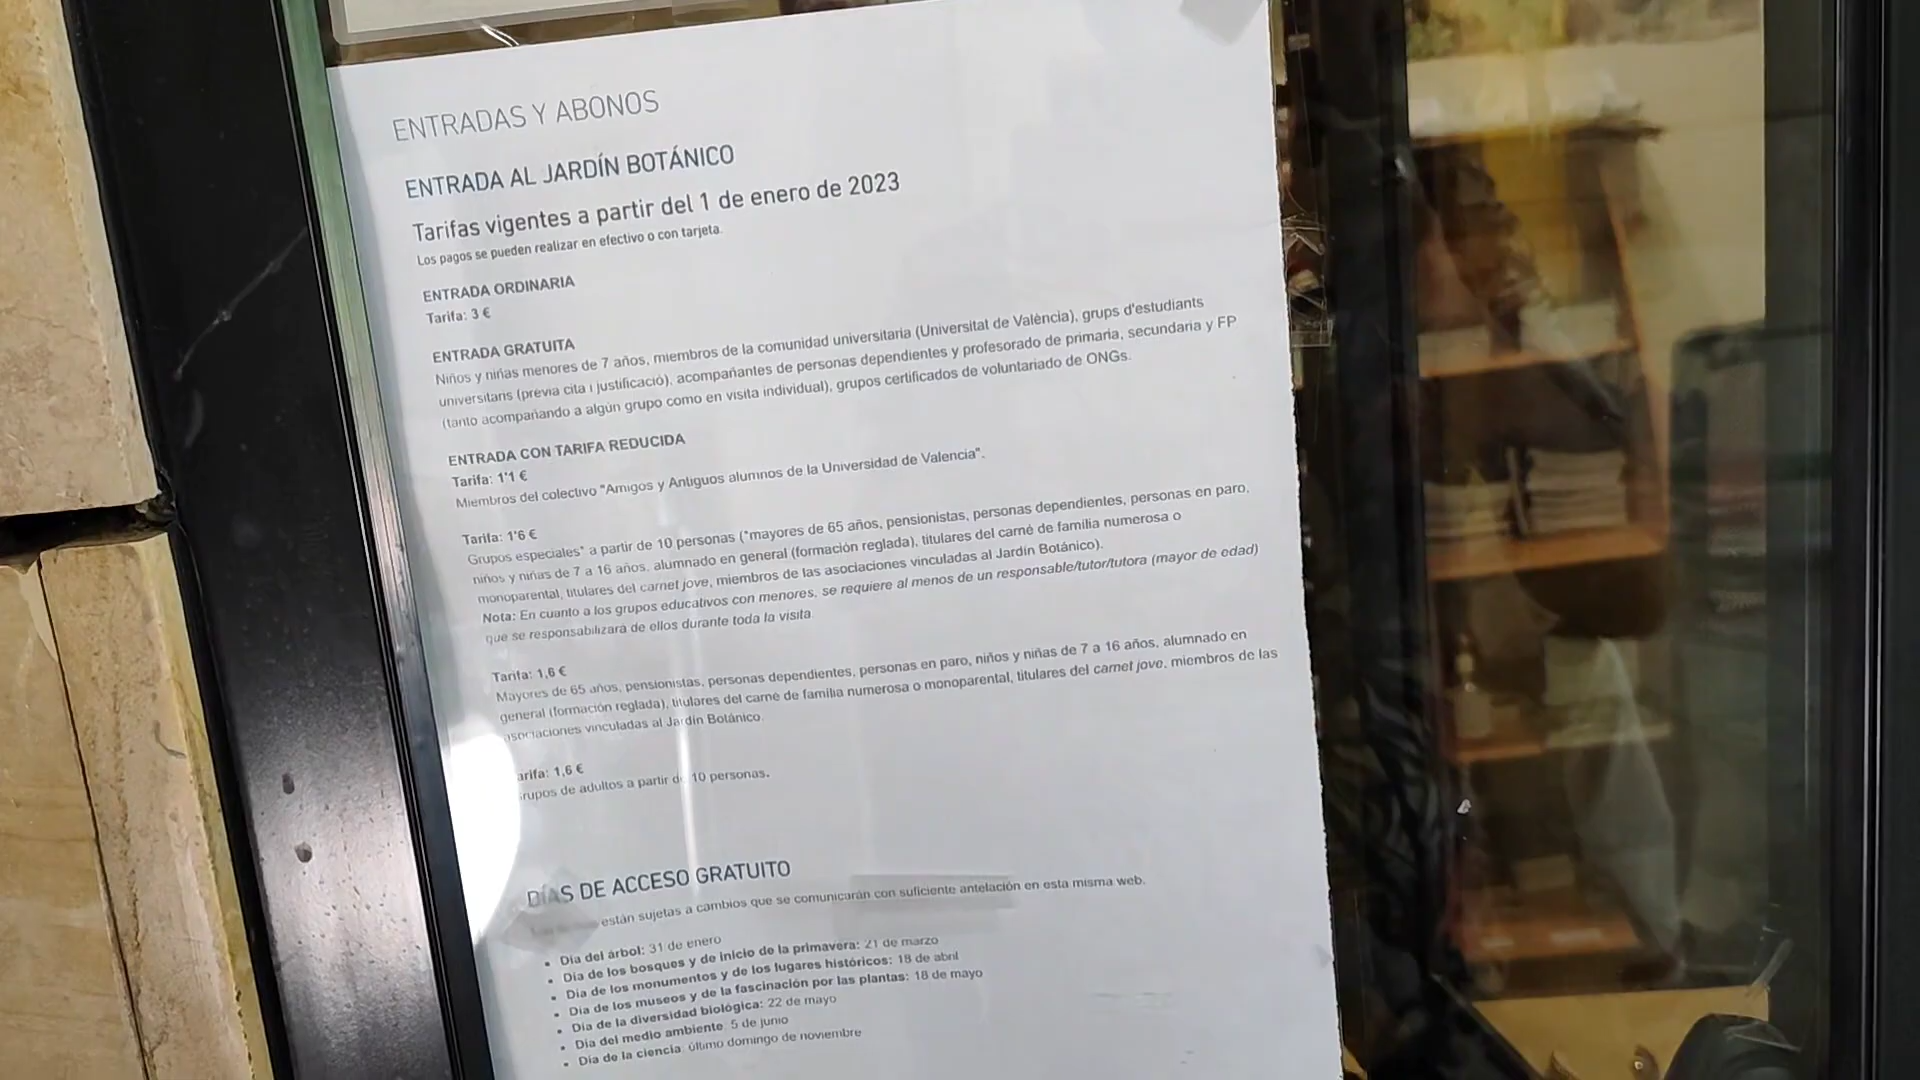 ENTRADAS Y ABONOS
ENTRADA AL JARDÍN BOTÁNICO
Tarifas vigentes a partir del 1 de enero de 2023
Los pagos se pueden realizar en efectivo o con tarjeta.
ENTRADA ORDINARIA
Tarifa: 3 €
ENTRADA GRATUITA
Niños y niñas menores de 7 años, miembros de la comunidad universitaria (Universitat de València), grups d'estudiants
universitaris (previa cita i justificació), acompañantes de personas dependientes y profesorado de primaria, secundaria y FP
(tanto acompañando a algún grupo como en visita individual), grupos certificados de voluntariado de ONGs.
ENTRADA CON TARIFA REDUCIDA
Tarifa: 1'1 €
Miembros del colectivo "Amigos y Antiguos alumnos de la Universidad de Valencia".
Tarifa: 1'6 €
Grupos especiales* a partir de 10 personas (*mayores de 65 años, pensionistas, personas dependientes, personas en paro,
niños y niñas de 7 a 16 años, alumnado en general (formación reglada), titulares del carné de família numerosa o
monoparental, titulares del carnet jove, miembros de las asociaciones vinculadas al Jardín Botánico).
Nota: En cuanto a los grupos educativos con menores, se requiere al menos de un responsable/tutor/tutora (mayor de edad)
que se responsabilizará de ellos durante toda la visita.
Tarifa: 1,6 €
Mayores de 65 años, pensionistas, personas dependientes, personas en paro, niños y niñas de 7 a 16 años, alumnado en
general (formación reglada), titulares del carné de família numerosa o monoparental, titulares del carnet jove, miembros de las
asociaciones vinculadas al Jardín Botánico.
arifa: 1,6 €
rupos de adultos a partir de 10 personas.
DÍAS DE ACCESO GRATUITO
están sujetas a cambios que se comunicarán con suficiente antelación en esta misma web.
• Día del árbol: 31 de enero
• Día de los bosques y de inicio de la primavera: 21 de marzo
• Día de los monumentos y de los lugares históricos: 18 de abril
• Día de los museos y de la fascinación por las plantas: 18 de mayo
• Día de la diversidad biológica: 22 de mayo
• Día del medio ambiente: 5 de junio
• Día de la ciencia: último domingo de noviembre